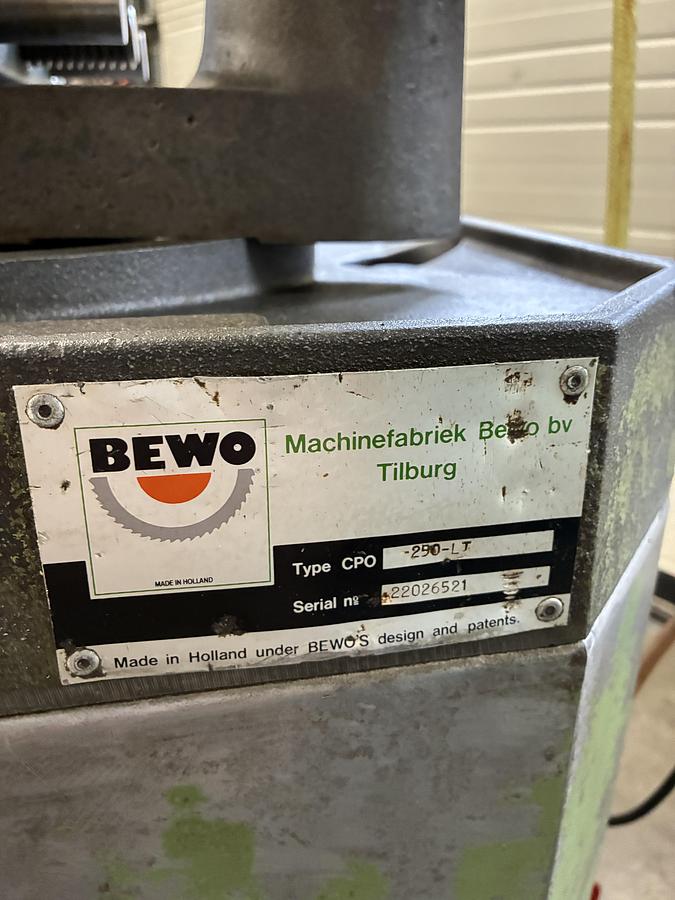 BEWO
MADE IN HOLLAND
Machinefabriek Bewo bv
Tilburg
Type CPO -250-LT
Serial nº 22026521
Made in Holland under BEWO'S design and patents.